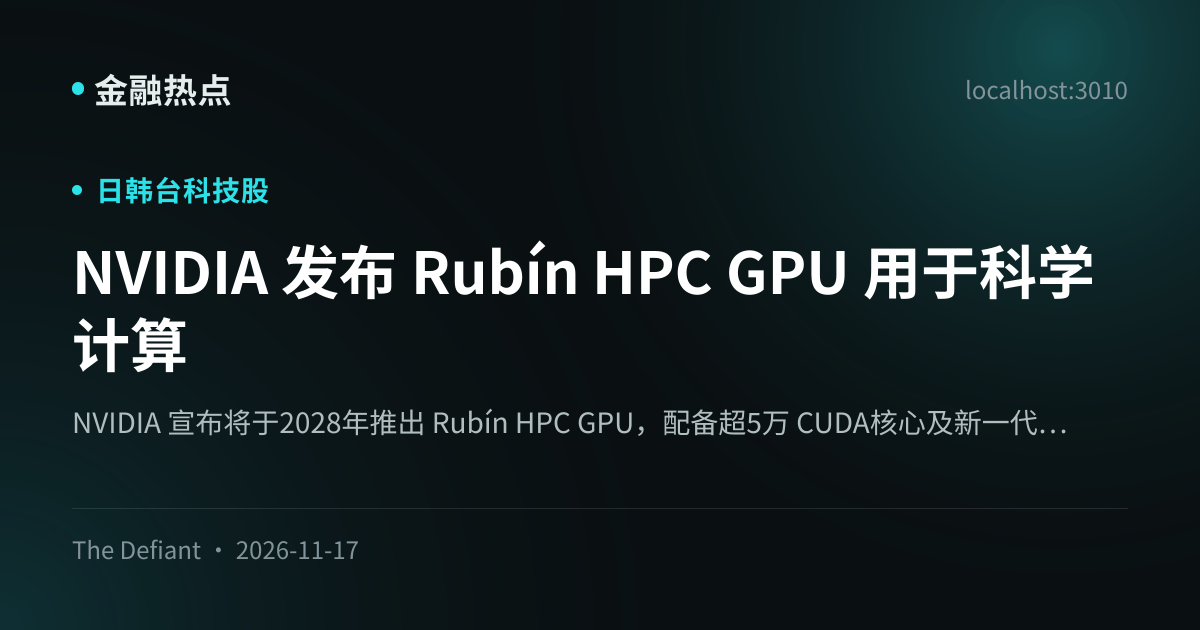 金融热点
localhost:3010
日韩台科技股
NVIDIA 发布 Rubín HPC GPU 用于科学
计算
NVIDIA 宣布将于2028年推出 Rubín HPC GPU，配备超5万 CUDA核心及新一代…
The Defiant · 2026-11-17